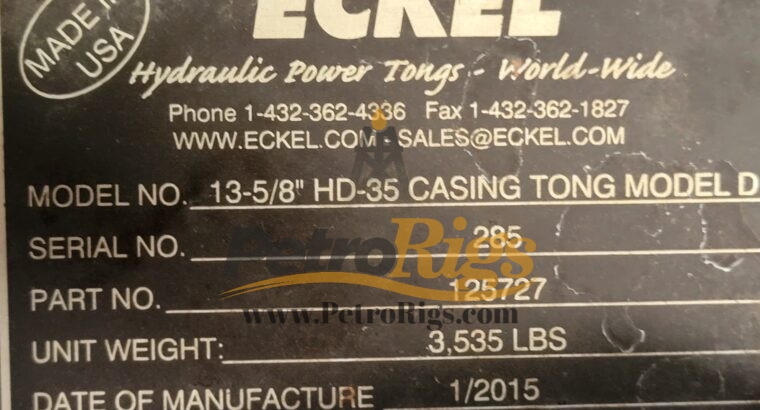 MADE IN
USA
ECKEL
Hydraulic Power Tongs - World-Wide
Phone 1-432-362-4336 Fax 1-432-362-1827
WWW.ECKEL.COM - SALES@ECKEL.COM
MODEL NO. 13-5/8" HD-35 CASING TONG MODEL D
SERIAL NO. 285
PetroRigs
PART NO. 125727
www.PetroRigs.com
UNIT WEIGHT: 3,535 LBS
DATE OF MANUFACTURE 1/2015